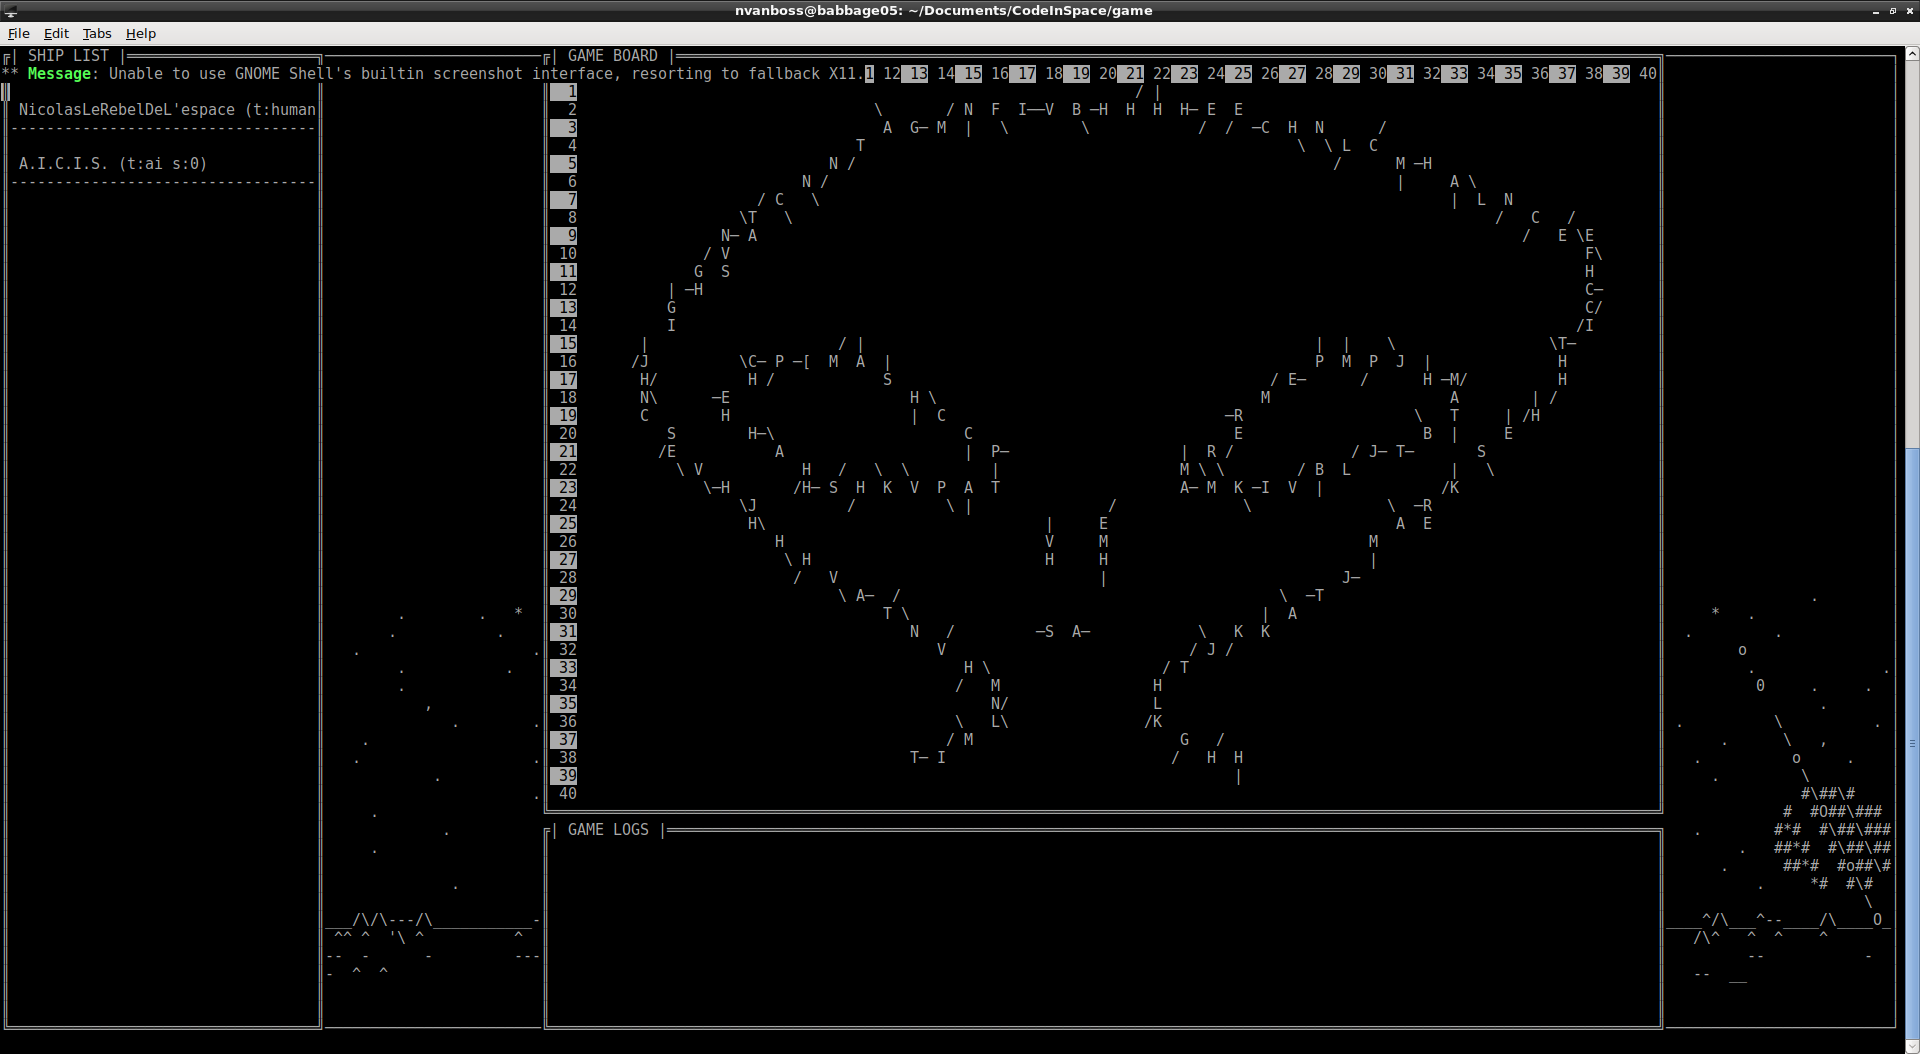 nvanboss@babbage05: ~/Documents/CodeInSpace/game
File Edit Tabs Help
SHIP LIST
GAME BOARD
** Message: Unable to use GNOME Shell's builtin screenshot interface, resorting to fallback X11.1 12 13 14 15 16 17 18 19 20 21 22 23 24 25 26 27 28 29 30 31 32 33 34 35 36 37 38 39 40
NicolasLeRebelDeL'espace (t:human
---------------------------------
A.I.C.I.S. (t:ai s:0)
---------------------------------
1 / |
2 \ / N F I──V B ─H H H H─ E E
3 A G─ M | \ \ / / ─C H N /
4 T \ \ L C
5 N / / M ─H
6 N / | A \
7 / C \ | L N
8 \T \ / C /
9 N─ A / E \E
10 / V F\
11 G S H
12 | ─H C─
13 G C/
14 I /I
15 | / | | | \ \T─
16 /J \C─ P ─[ M A | P M P J | H
17 H/ H / S / E─ / H ─M/ H
18 N\ ─E H \ M A | /
19 C H | C ─R \ T | /H
20 S H─\ C E B | E
21 /E A | P─ | R / / J─ T─ S
22 \ V H / \ \ | M \ \ / B L | \
23 \─H /H─ S H K V P A T A─ M K ─I V | /K
24 \J / \ | / \ \ ─R
25 H\ | E A E
26 H V M M
27 \ H H H |
28 / V | J─
29 \ A─ / \ ─T
30 T \ | A
31 N / ─S A─ \ K K
32 V / J /
33 H \ / T
34 / M H
35 N/ L
36 \ L\ /K
37 / M G /
38 T─ I / H H
39 |
40
GAME LOGS